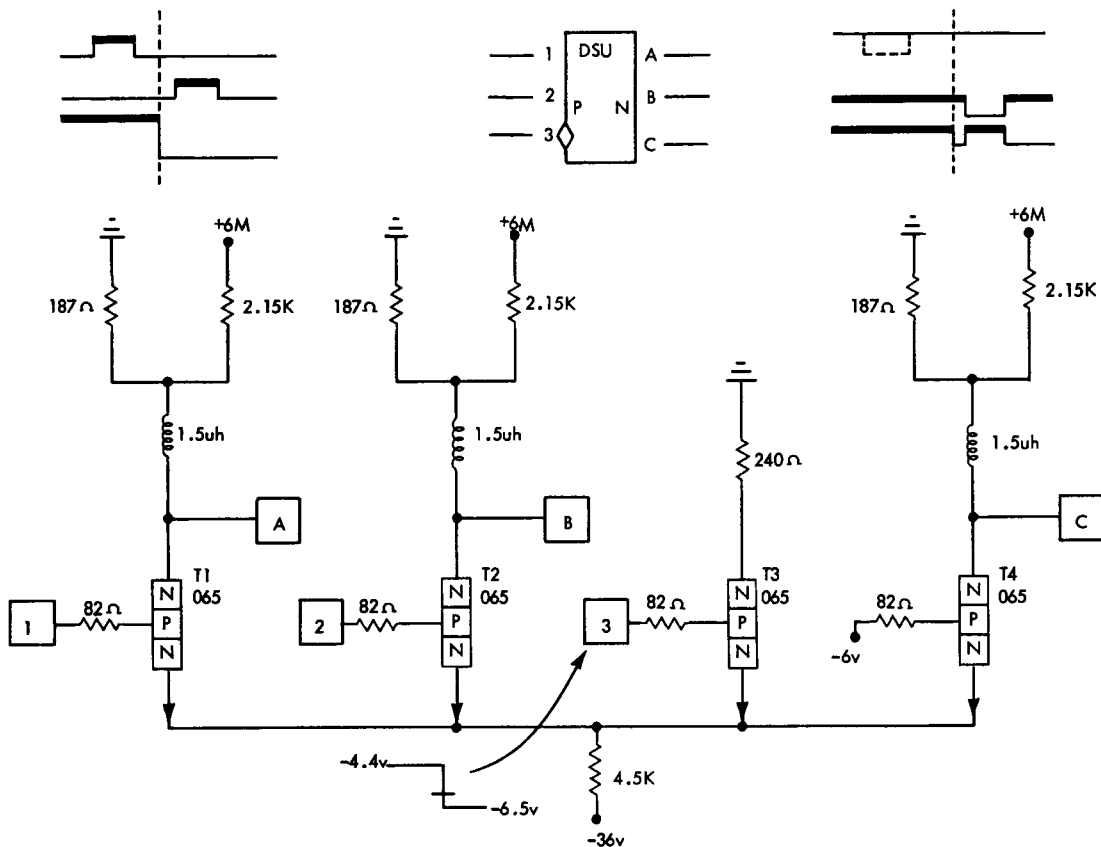 1 DSU A
2 B
P N
3 C
+6M +6M +6M
187Ω 2.15K 187Ω 2.15K 187Ω 2.15K
1.5uh 1.5uh 240Ω 1.5uh
A B C
T1 T2 T3 T4
065 065 065 065
1 82Ω N P N
2 82Ω N P N
3 82Ω N P N
-6v 82Ω N P N
-4.4v
-6.5v
4.5K
-36v